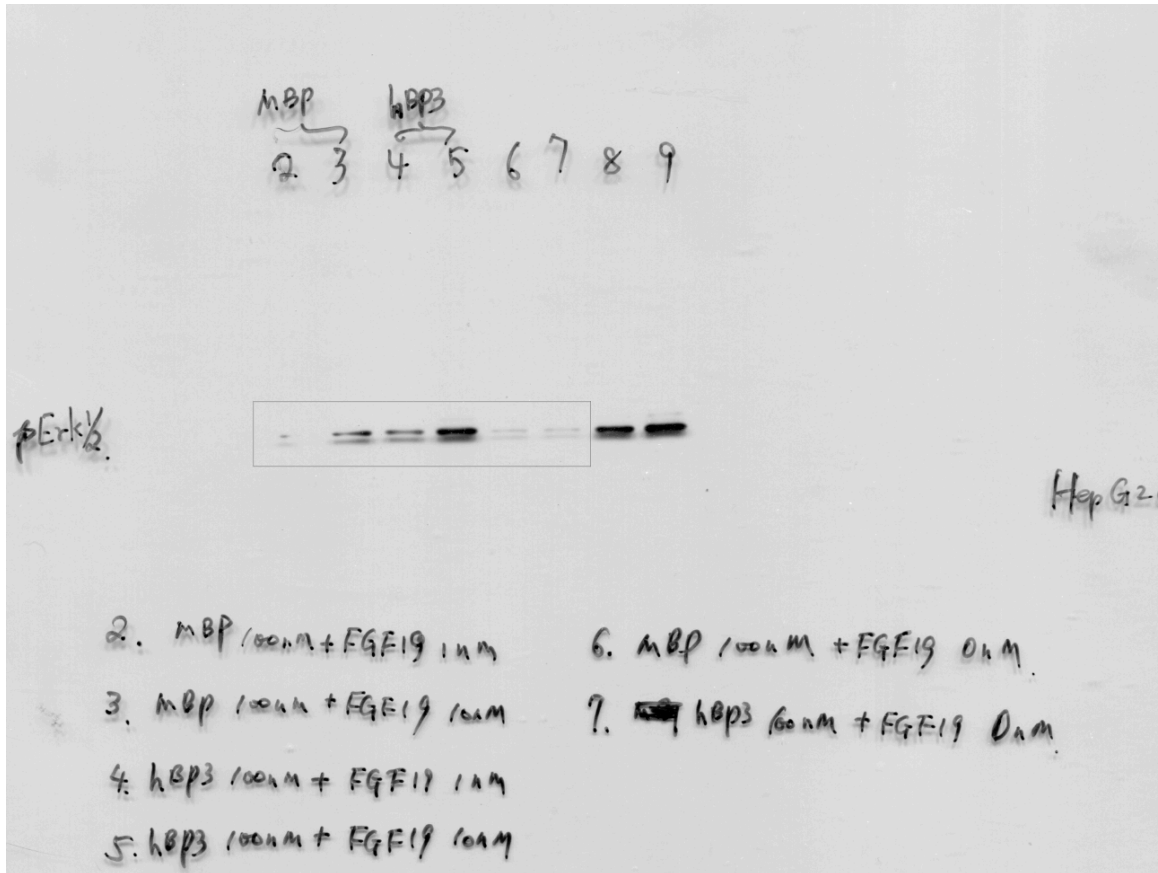 mBP hBP3
2 3 4 5 6 7 8 9
pErk1/2.
HepG2
2. mBP 100nM + FGF19 1nM
3. mBP 100nM + FGF19 10nM
4. hBP3 100nM + FGF19 1nM
5. hBP3 100nM + FGF19 10nM
6. mBP 100nM + FGF19 0nM.
7. hBP3 100nM + FGF19 0nM.